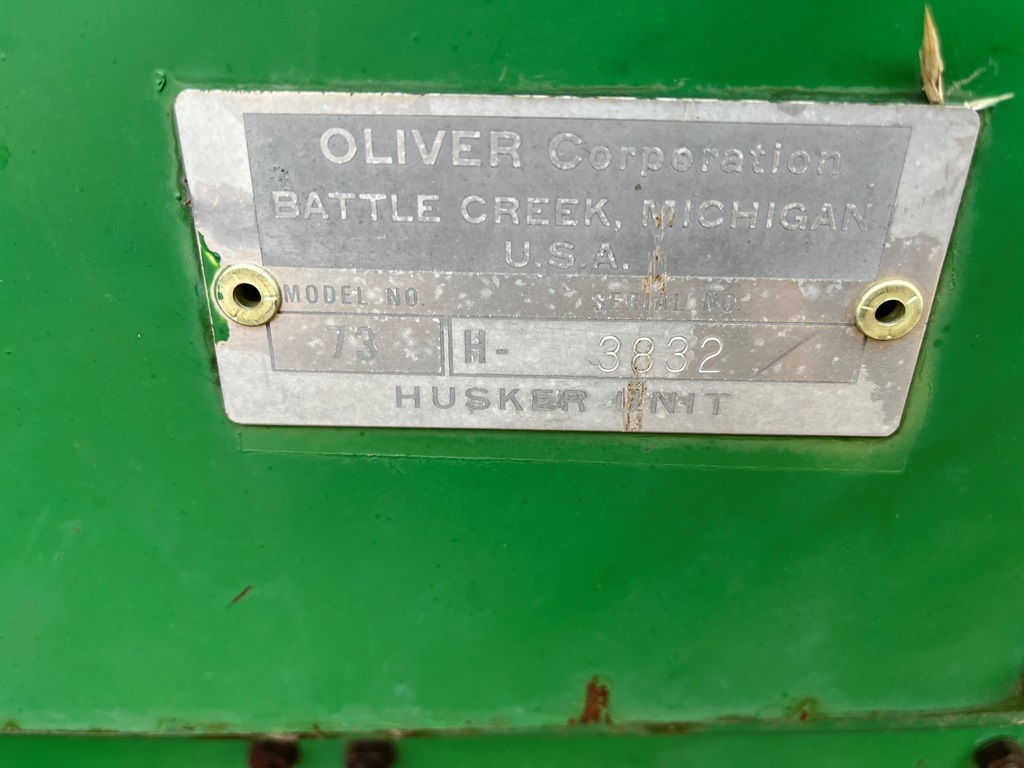 OLIVER Corporation
BATTLE CREEK, MICHIGAN
U.S.A.
MODEL NO. SERIAL NO.
73 H- 3832
HUSKER UNIT